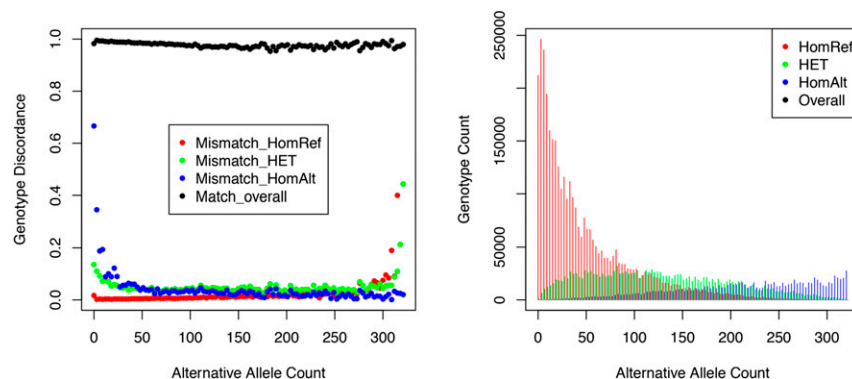 1.0
0.8
0.6
0.4
0.2
0.0
Genotype Discordance
Mismatch_HomRef
Mismatch_HET
Mismatch_HomAlt
Match_overall
0 50 100 150 200 250 300
Alternative Allele Count
250000
150000
50000
0
Genotype Count
HomRef
HET
HomAlt
Overall
0 50 100 150 200 250 300
Alternative Allele Count